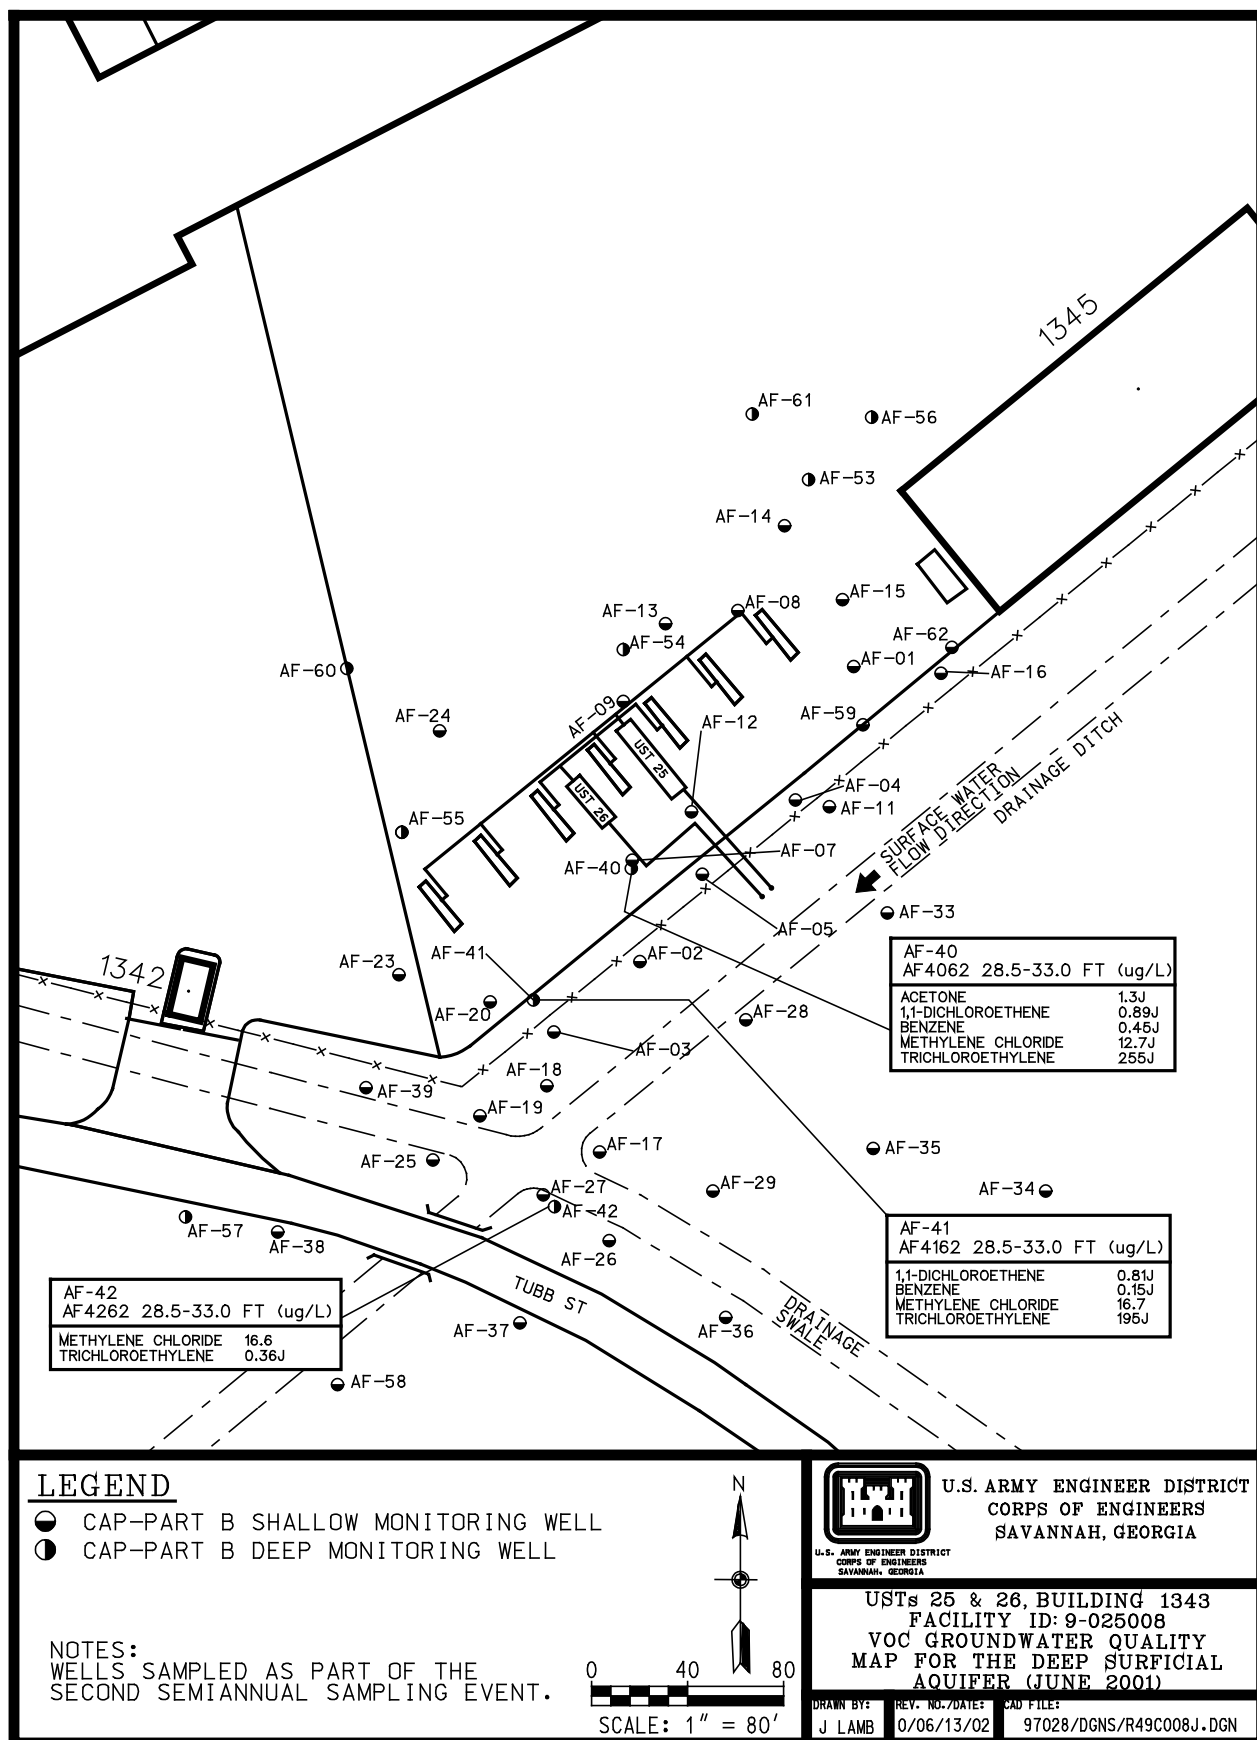 1345
AF-61
AF-56
AF-53
AF-14
AF-15
AF-08
AF-13
AF-54
AF-62
AF-60
AF-01
AF-16
AF-24
AF-09
AF-12
AF-59
UST 25
UST 26
AF-04
AF-11
SURFACE WATER
FLOW DIRECTION
DRAINAGE DITCH
AF-55
AF-07
AF-40
AF-33
AF-05
AF-41
AF-02
AF-23
1342
AF-20
AF-28
AF-03
AF-40
AF4062 28.5-33.0 FT (ug/L)
ACETONE 1.3J
1,1-DICHLOROETHENE 0.89J
BENZENE 0.45J
METHYLENE CHLORIDE 12.7J
TRICHLOROETHYLENE 255J
AF-18
AF-39
AF-19
AF-17
AF-35
AF-25
AF-29
AF-34
AF-27
AF-42
AF-57
AF-38
AF-26
AF-41
AF4162 28.5-33.0 FT (ug/L)
1,1-DICHLOROETHENE 0.81J
BENZENE 0.15J
METHYLENE CHLORIDE 16.7
TRICHLOROETHYLENE 195J
AF-42
AF4262 28.5-33.0 FT (ug/L)
METHYLENE CHLORIDE 16.6
TRICHLOROETHYLENE 0.36J
TUBB ST
DRAINAGE
SWALE
AF-37
AF-36
AF-58
LEGEND
CAP-PART B SHALLOW MONITORING WELL
CAP-PART B DEEP MONITORING WELL
NOTES:
WELLS SAMPLED AS PART OF THE
SECOND SEMIANNUAL SAMPLING EVENT.
N
0 40 80
SCALE: 1" = 80'
U.S. ARMY ENGINEER DISTRICT
CORPS OF ENGINEERS
SAVANNAH, GEORGIA
U.S. ARMY ENGINEER DISTRICT
CORPS OF ENGINEERS
SAVANNAH, GEORGIA
USTs 25 & 26, BUILDING 1343
FACILITY ID: 9-025008
VOC GROUNDWATER QUALITY
MAP FOR THE DEEP SURFICIAL
AQUIFER (JUNE 2001)
DRAWN BY:
J LAMB
REV. NO./DATE:
0/06/13/02
CAD FILE:
97028/DGNS/R49C008J.DGN